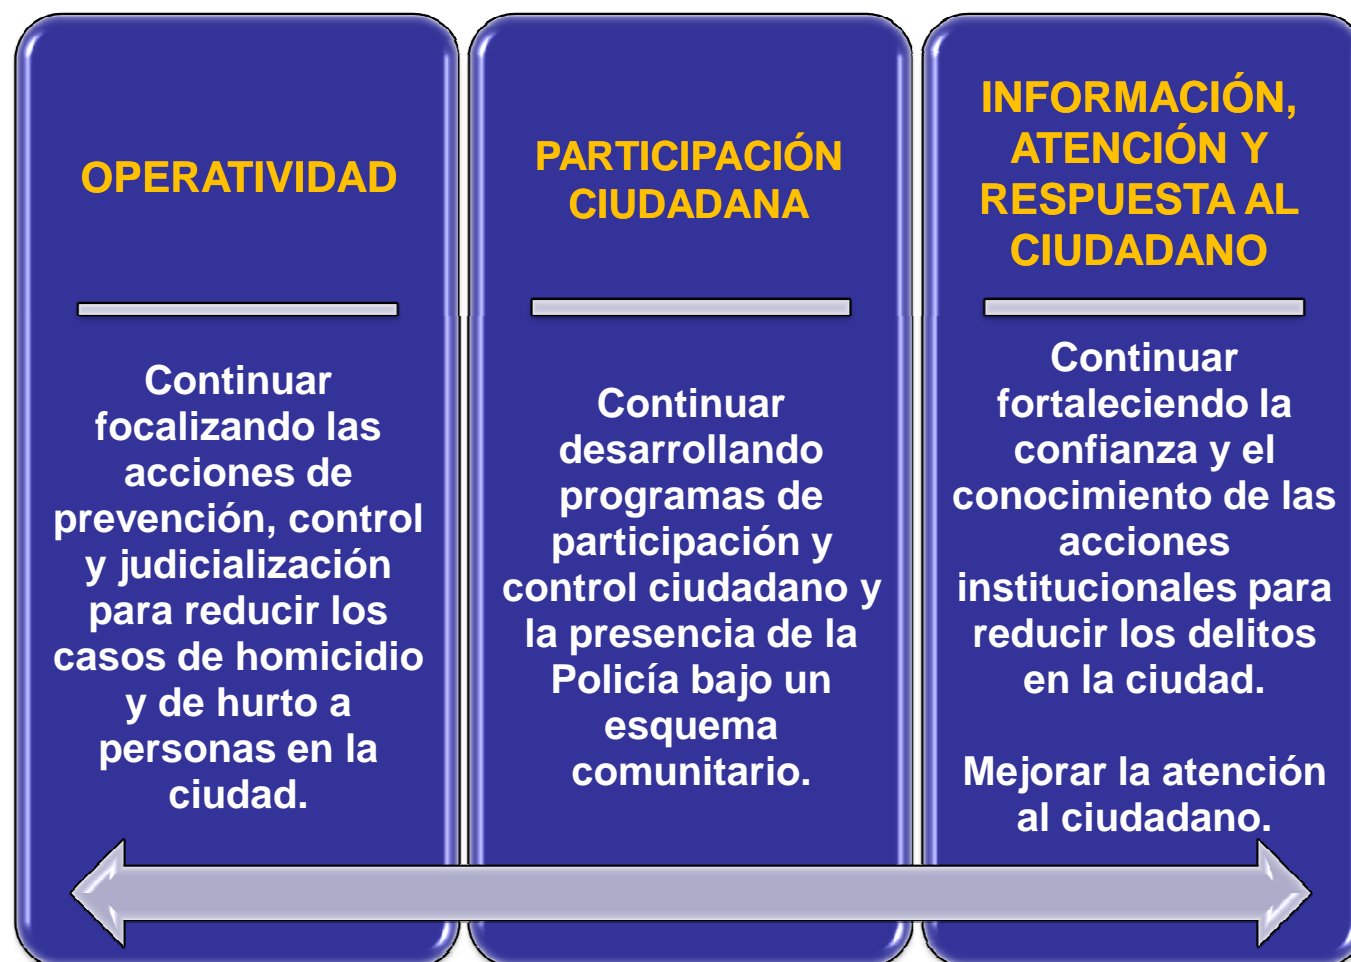 OPERATIVIDAD
Continuar
focalizando las
acciones de
prevención, control
y judicialización
para reducir los
casos de homicidio
y de hurto a
personas en la
ciudad.
PARTICIPACIÓN
CIUDADANA
Continuar
desarrollando
programas de
participación y
control ciudadano y
la presencia de la
Policía bajo un
esquema
comunitario.
INFORMACIÓN,
ATENCIÓN Y
RESPUESTA AL
CIUDADANO
Continuar
fortaleciendo la
confianza y el
conocimiento de las
acciones
institucionales para
reducir los delitos
en la ciudad.
Mejorar la atención
al ciudadano.